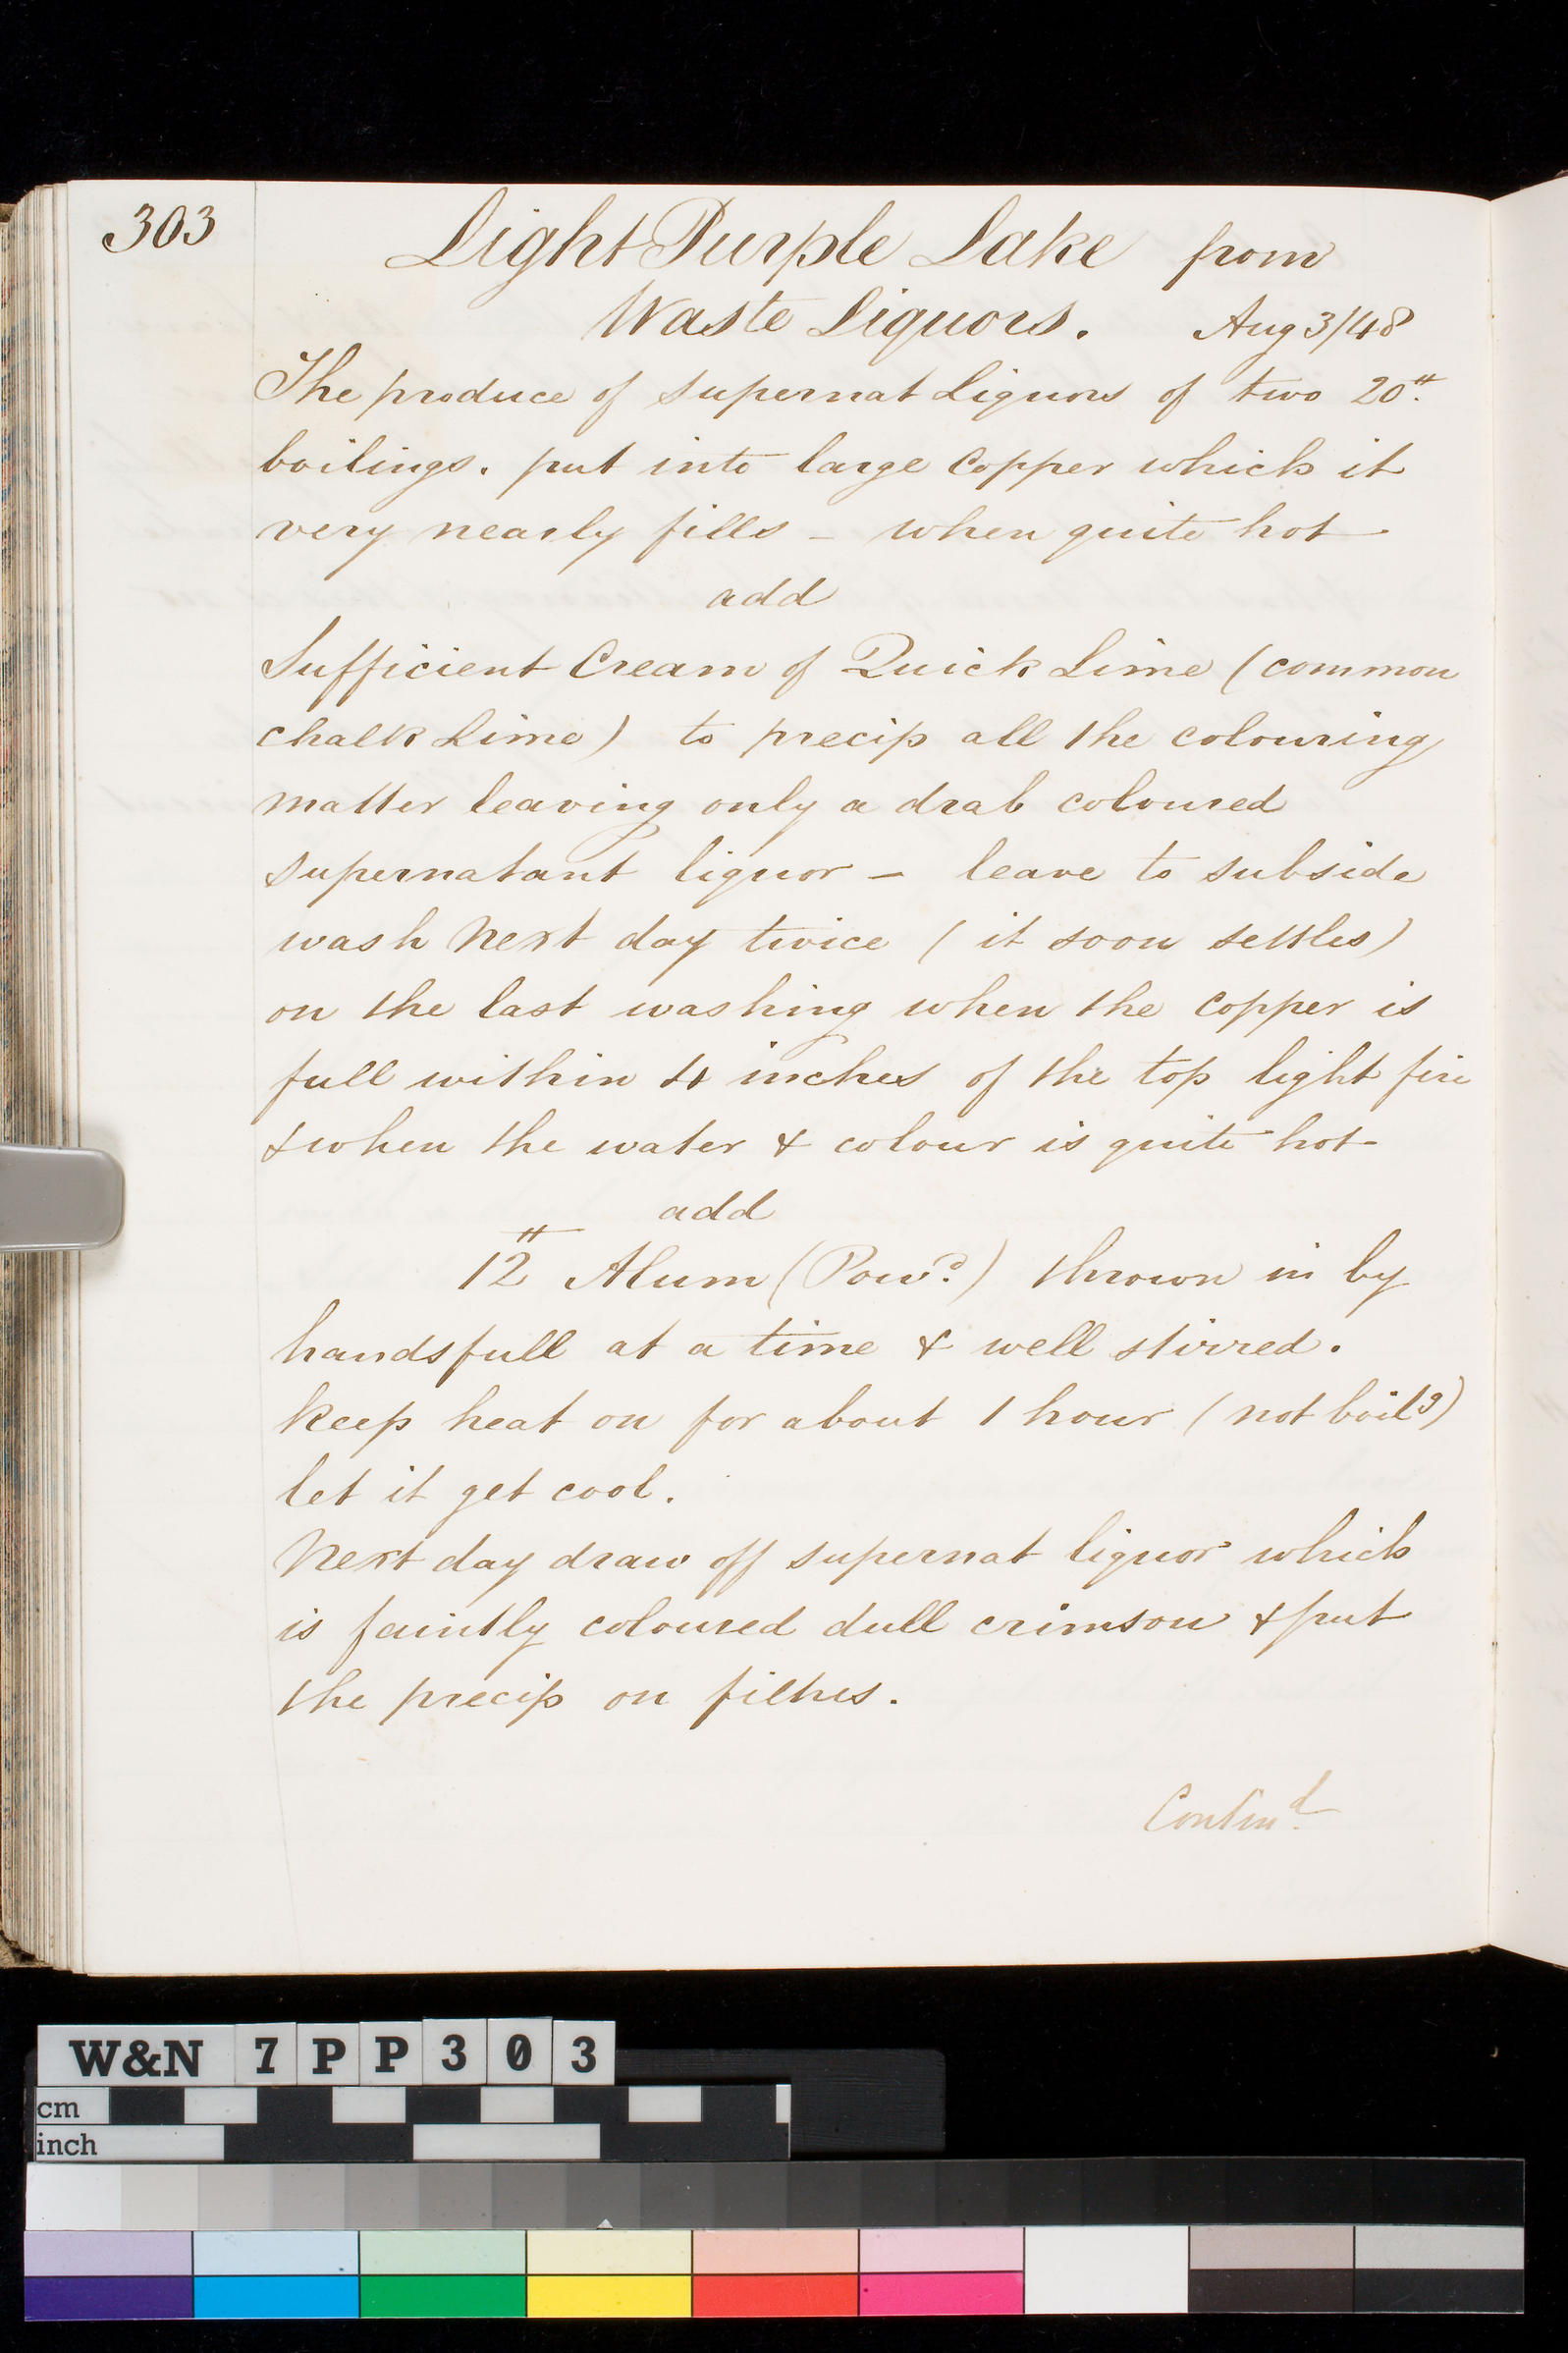 303
Light Purple Lake from
Waste Liquors. Aug 3/48
The produce of supernat Liquors of two 20℔.
boilings. put into large Copper which it
very nearly fills – when quite hot
add
Sufficient Cream of Quick Lime (common
chalk Lime) to precip all the colouring
matter leaving only a drab coloured
supernatant liquor – leave to subside
wash Next day twice (it soon settles)
on the last washing when the Copper is
full within 4 inches of the top light fire
& when the water & colour is quite hot
add
12℔ Alum (Powd.) thrown in by
handsfull at a time & well stirred.
Keep heat on for about 1 hour (not boilg)
let it get cool.
Next day draw off supernat liquor which
is faintly coloured dull crimson & put
the precip on filtres.
Contind.
W&N 7PP303
cm
inch